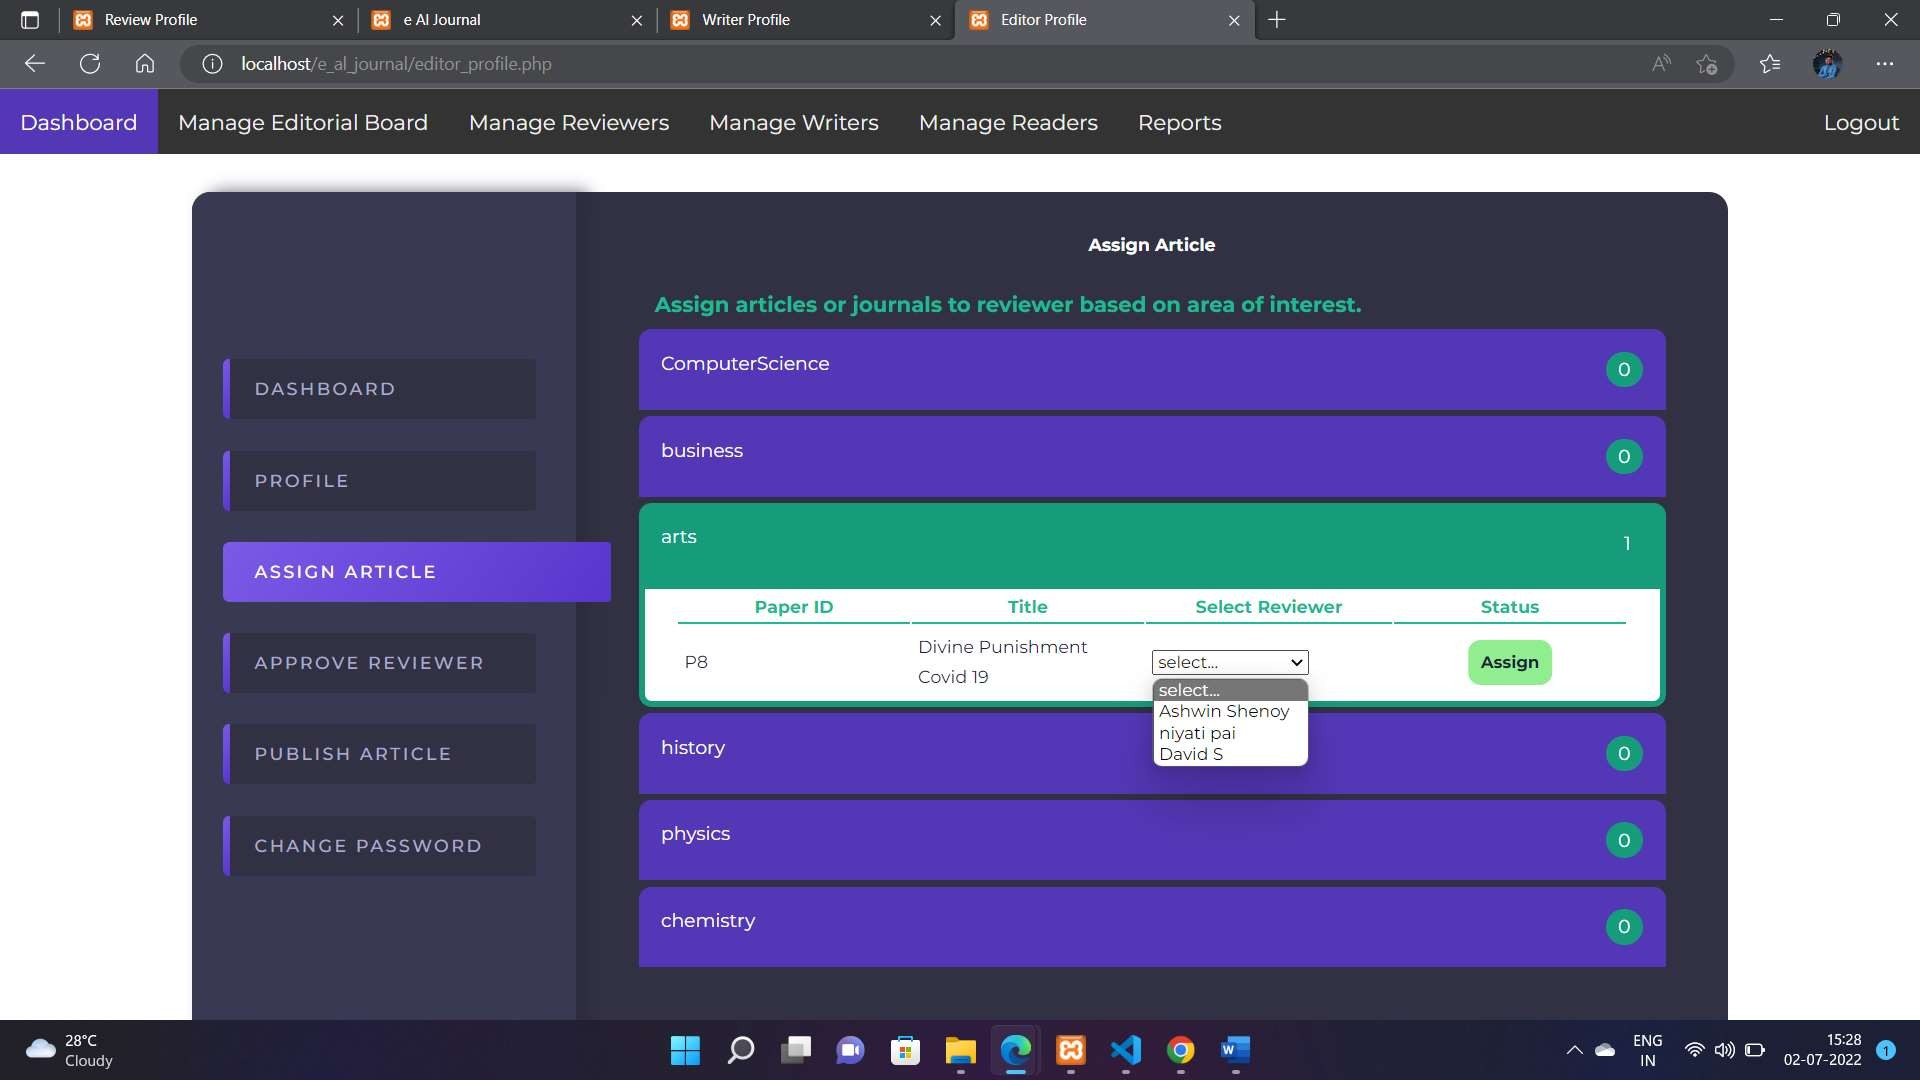 Review Profile
e Al Journal
Writer Profile
Editor Profile
localhost/e_al_journal/editor_profile.php
Dashboard
Manage Editorial Board
Manage Reviewers
Manage Writers
Manage Readers
Reports
Logout
DASHBOARD
PROFILE
ASSIGN ARTICLE
APPROVE REVIEWER
PUBLISH ARTICLE
CHANGE PASSWORD
Assign Article
Assign articles or journals to reviewer based on area of interest.
ComputerScience 0
business 0
arts 1
Paper ID Title Select Reviewer Status
P8
Divine Punishment
Covid 19
select...
Assign
select...
Ashwin Shenoy
niyati pai
David S
history 0
physics 0
chemistry 0
28°C
Cloudy
W
ENG
IN
15:28
02-07-2022
1